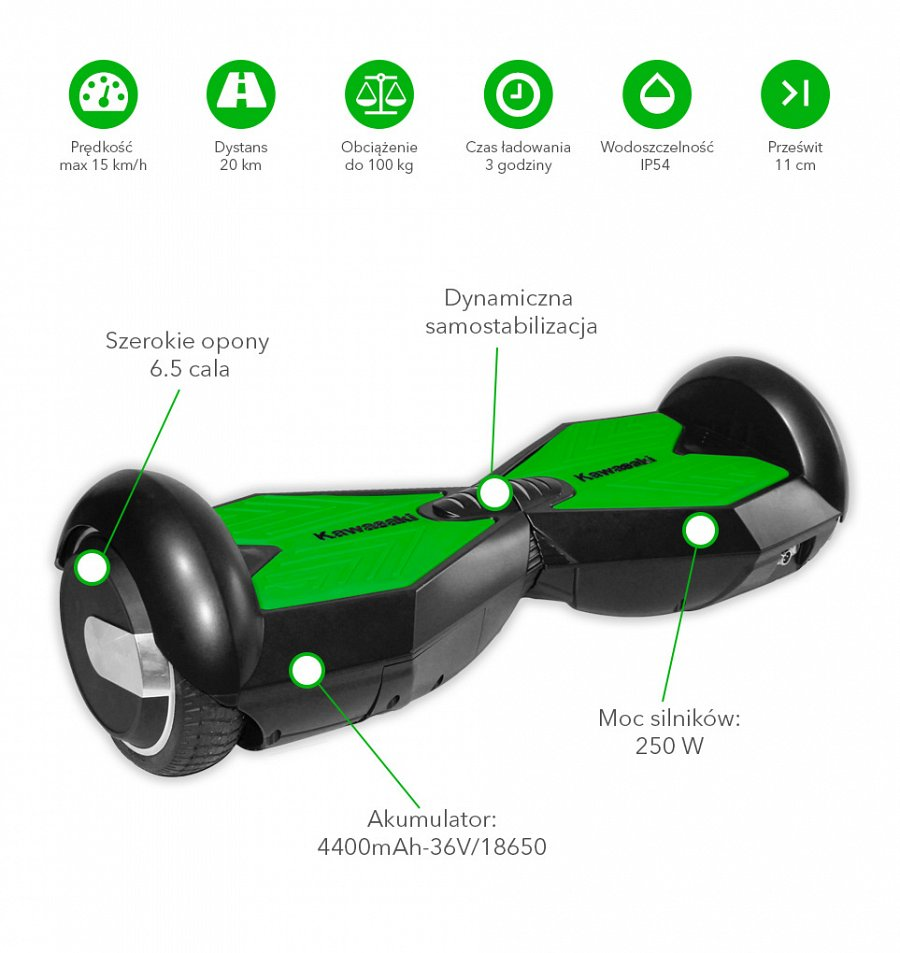 Prędkość
max 15 km/h
Dystans
20 km
Obciążenie
do 100 kg
Czas ładowania
3 godziny
Wodoszczelność
IP54
Prześwit
11 cm
Dynamiczna
samostabilizacja
Szerokie opony
6.5 cala
Kawasaki
Kawasaki
Moc silników:
250 W
Akumulator:
4400mAh-36V/18650